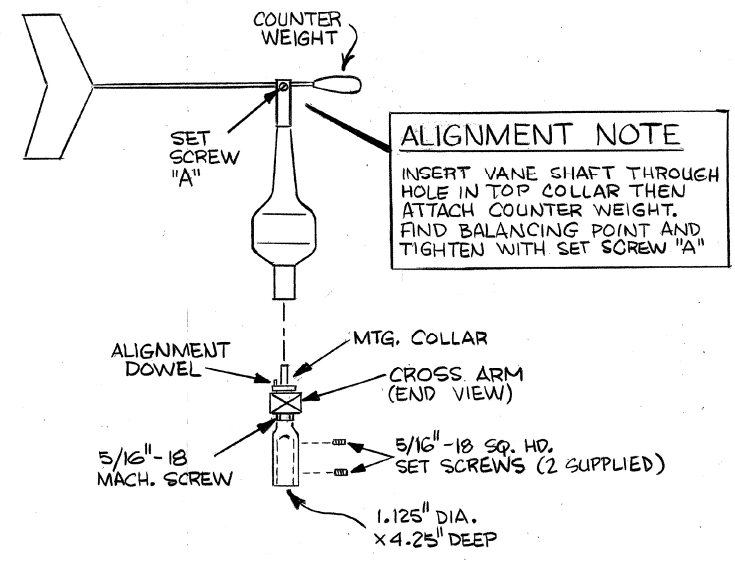 COUNTER
WEIGHT
SET
SCREW
"A"
ALIGNMENT NOTE
INSERT VANE SHAFT THROUGH
HOLE IN TOP COLLAR THEN
ATTACH COUNTER WEIGHT.
FIND BALANCING POINT AND
TIGHTEN WITH SET SCREW "A"
MTG. COLLAR
ALIGNMENT
DOWEL
CROSS ARM
(END VIEW)
5/16"-18
MACH. SCREW
5/16"-18 SQ. HD.
SET SCREWS (2 SUPPLIED)
1.125" DIA.
x 4.25" DEEP